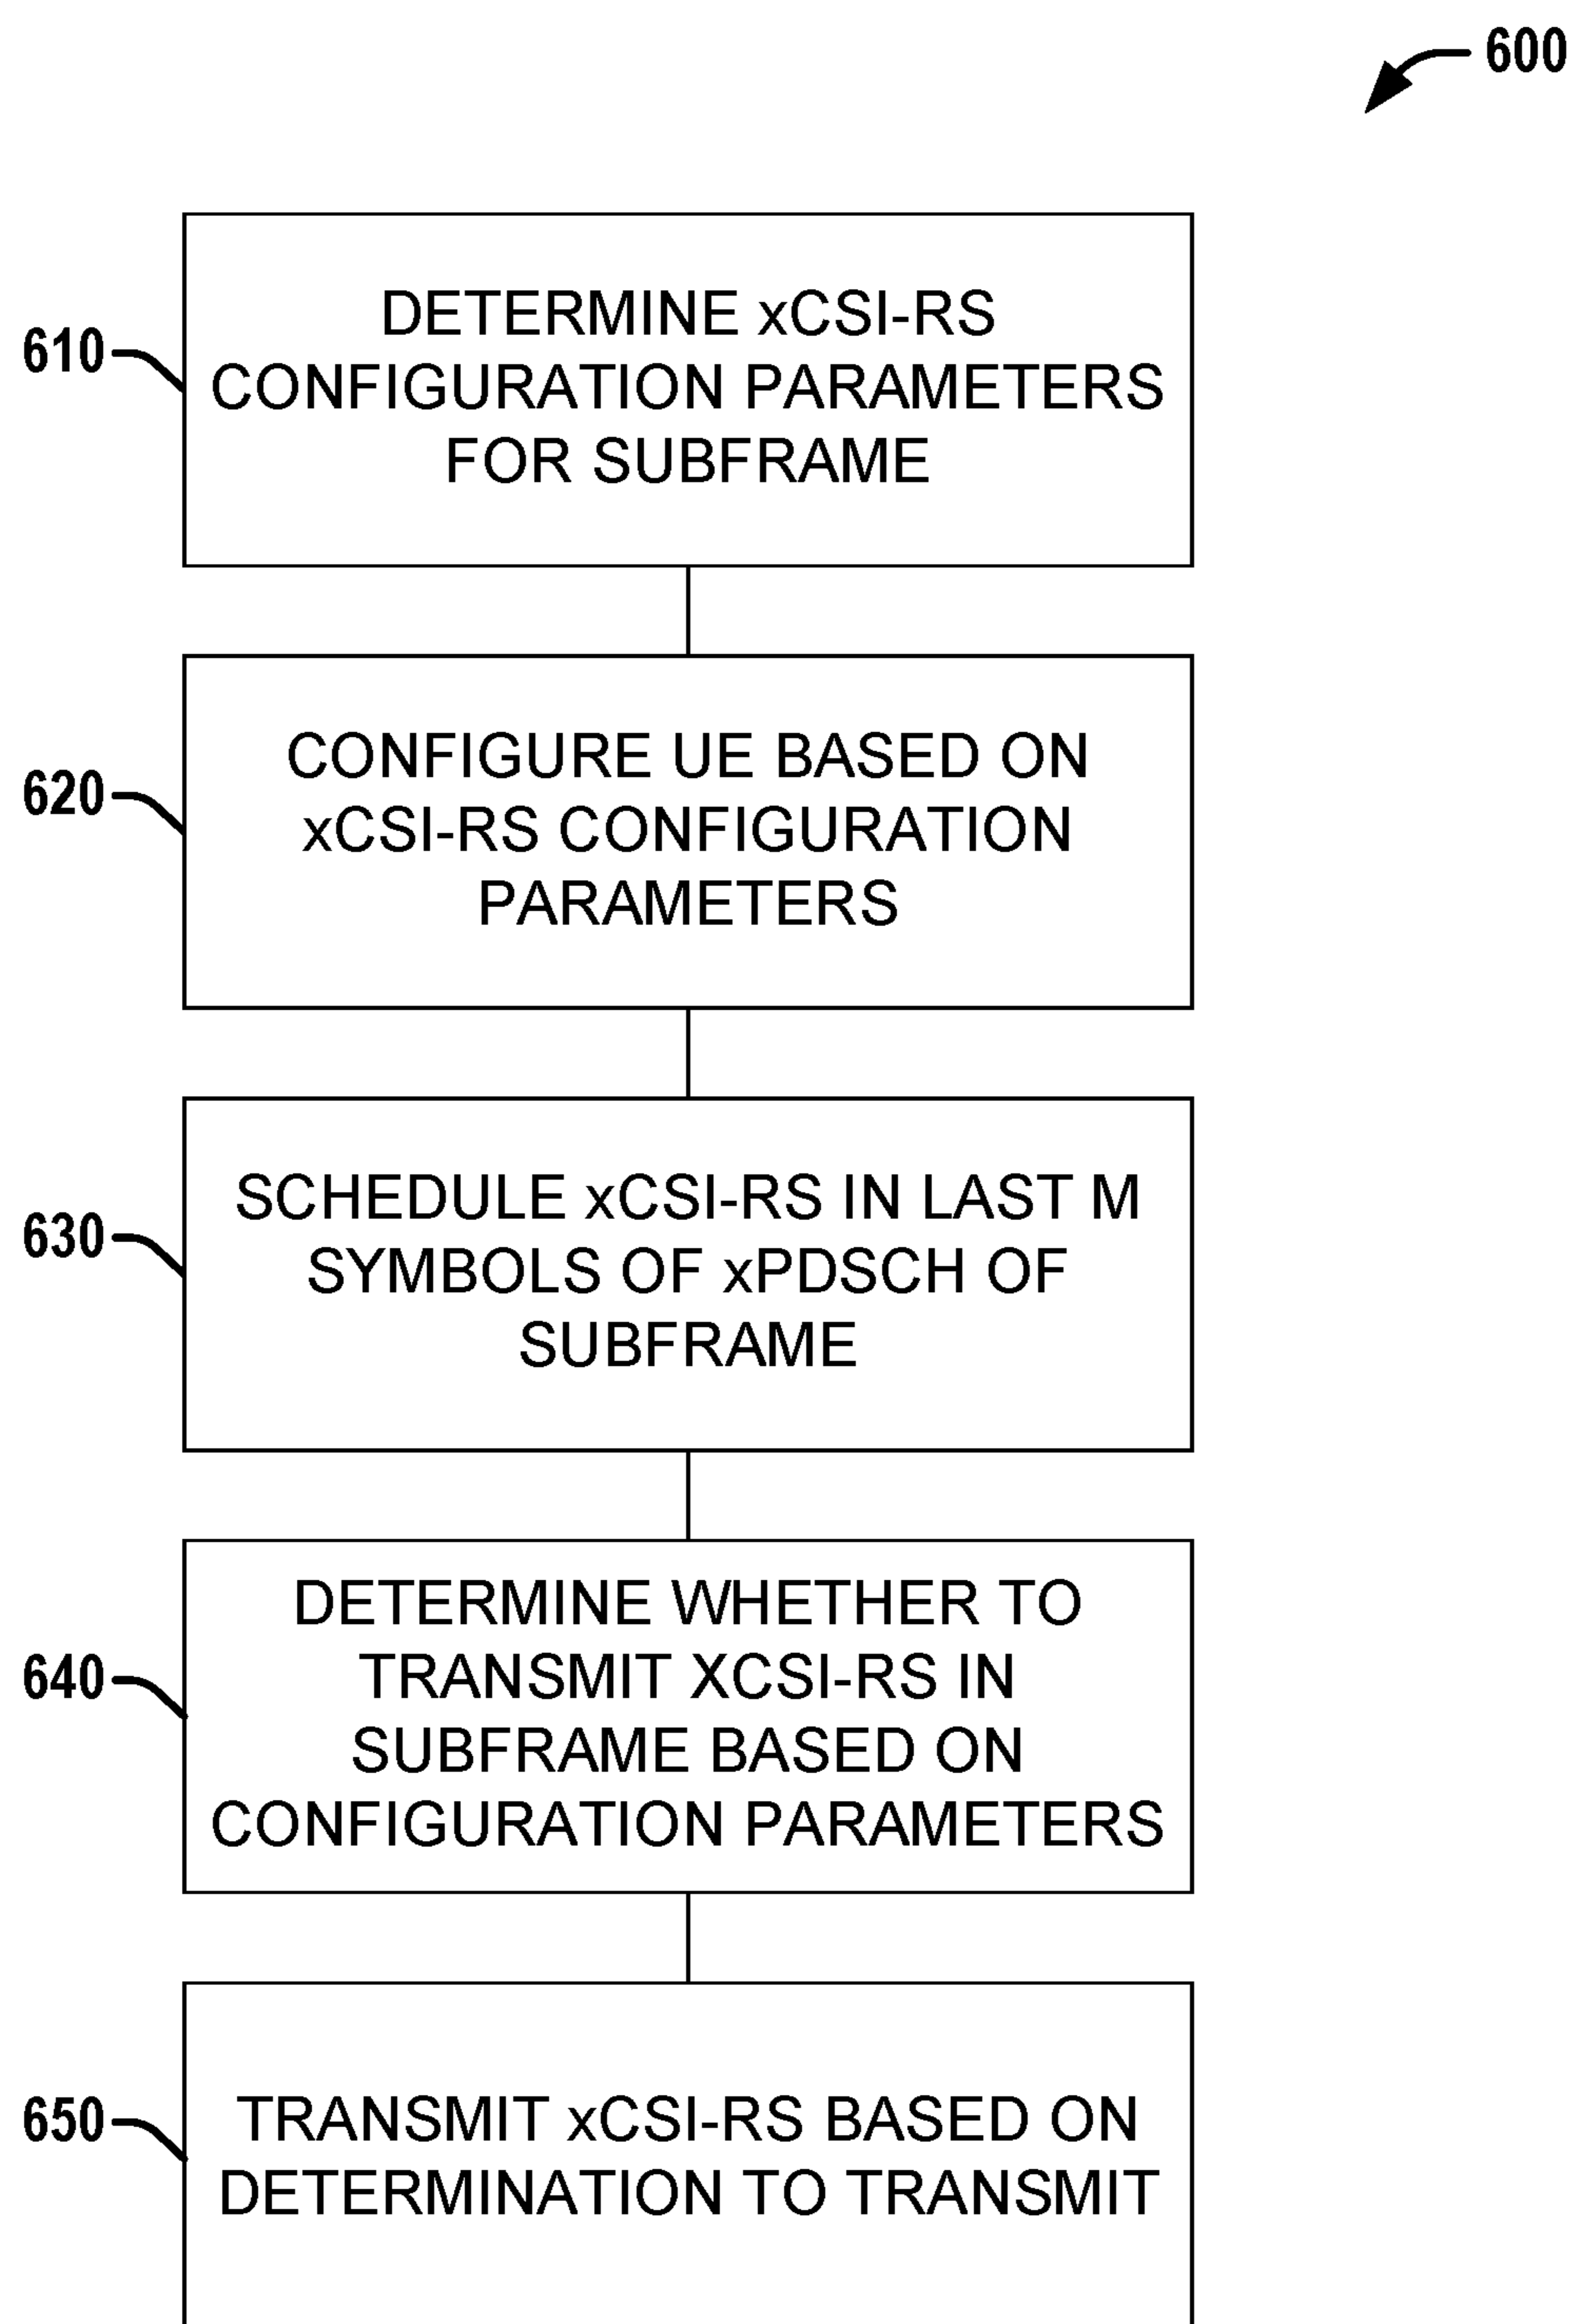 600
610
DETERMINE xCSI-RS
CONFIGURATION PARAMETERS
FOR SUBFRAME
620
CONFIGURE UE BASED ON
xCSI-RS CONFIGURATION
PARAMETERS
630
SCHEDULE xCSI-RS IN LAST M
SYMBOLS OF xPDSCH OF
SUBFRAME
640
DETERMINE WHETHER TO
TRANSMIT XCSI-RS IN
SUBFRAME BASED ON
CONFIGURATION PARAMETERS
650
TRANSMIT xCSI-RS BASED ON
DETERMINATION TO TRANSMIT